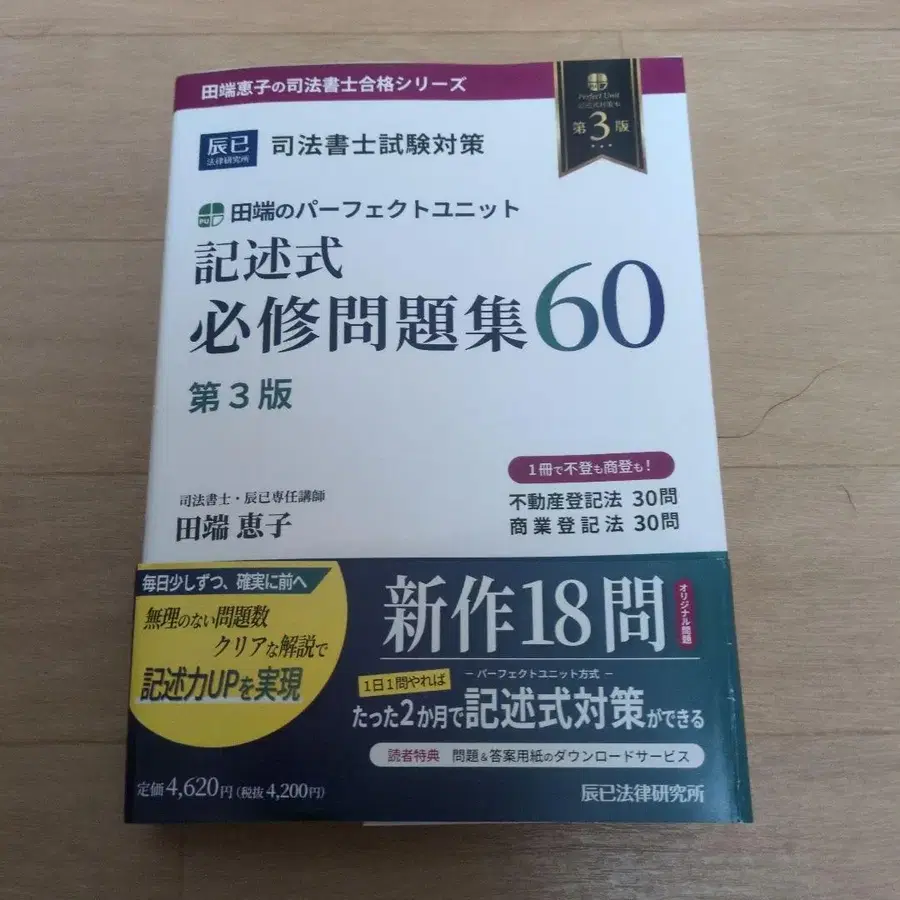 田端恵子の司法書士合格シリーズ
PU
Perfect Unit
記述式対策も
第3版
辰已
法律研究所
司法書士試験対策
PU
田端のパーフェクトユニット
記述式
必修問題集60
第3版
1冊で不登も商登も!
不動産登記法 30問
商業登記法 30問
司法書士・辰已専任講師
田端 恵子
毎日少しずつ、確実に前へ
無理のない問題数
クリアな解説で
記述力UPを実現
新作18問
オリジナル問題
1日1問やれば
-パーフェクトユニット方式-
たった2か月で記述式対策ができる
読者特典 問題&答案用紙のダウンロードサービス
定価4,620円(税抜4,200円)
辰已法律研究所